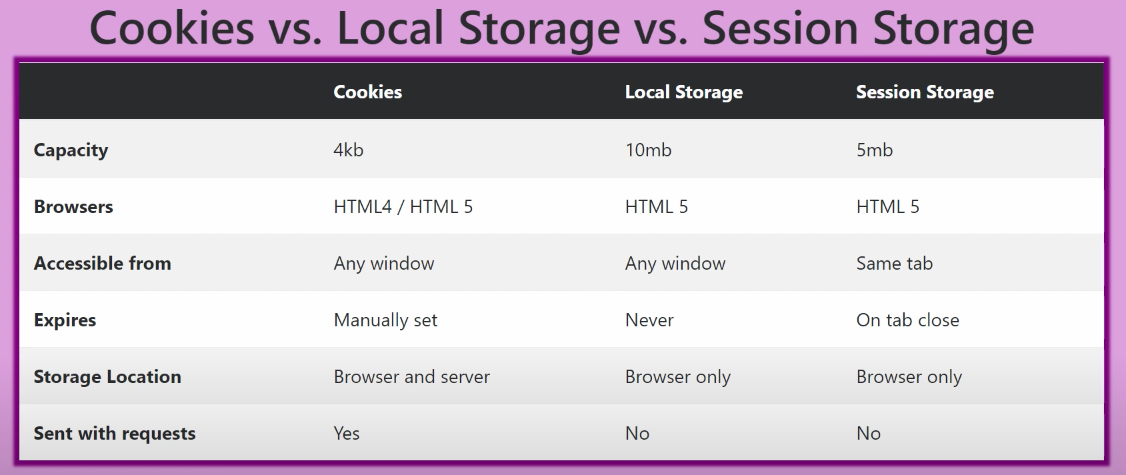 Cookies vs. Local Storage vs. Session Storage
Cookies Local Storage Session Storage
Capacity 4kb 10mb 5mb
Browsers HTML4 / HTML 5 HTML 5 HTML 5
Accessible from Any window Any window Same tab
Expires Manually set Never On tab close
Storage Location Browser and server Browser only Browser only
Sent with requests Yes No No